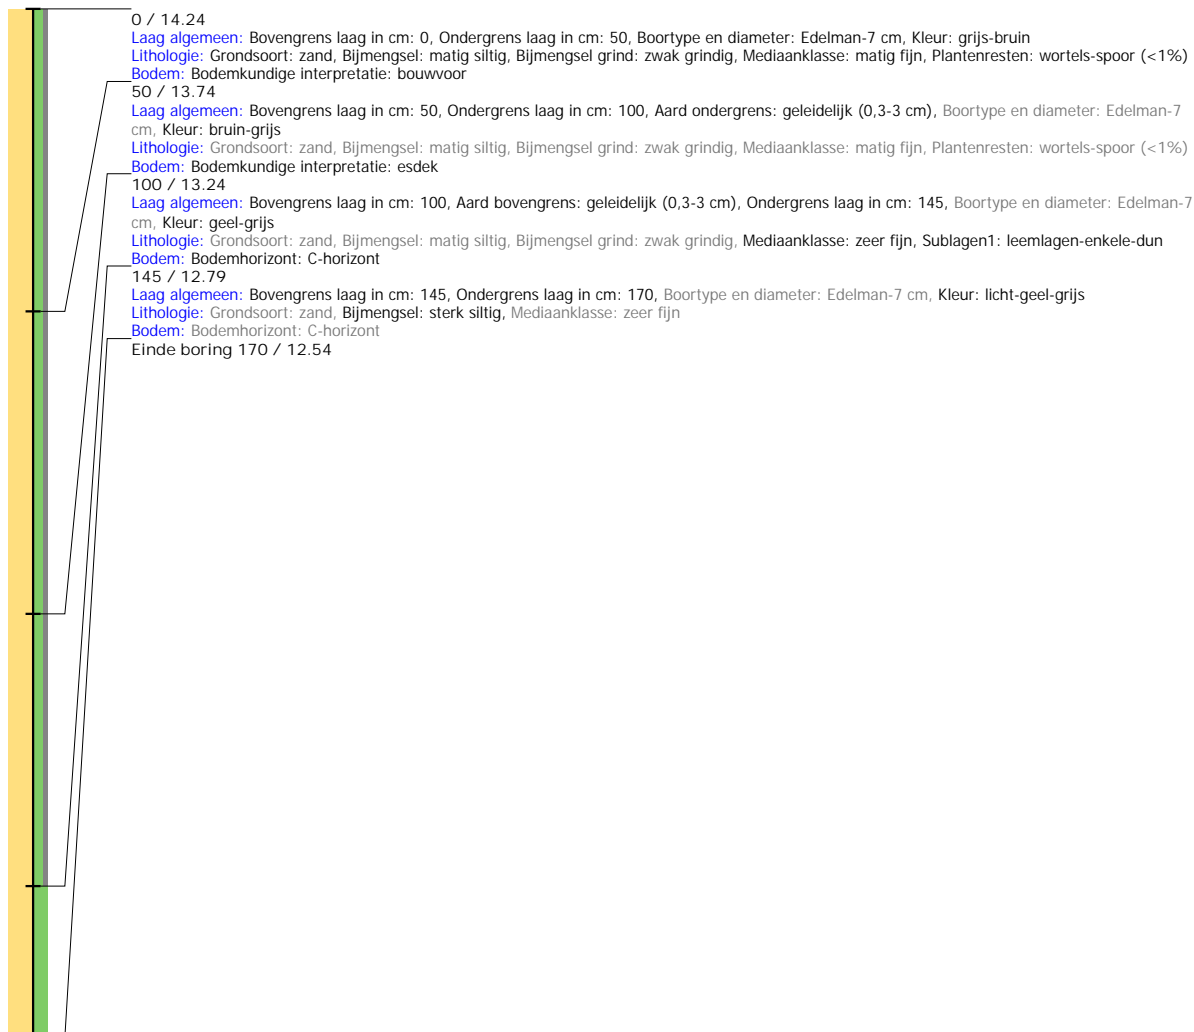 0 / 14.24
Laag algemeen: Bovengrens laag in cm: 0, Ondergrens laag in cm: 50, Boortype en diameter: Edelman-7 cm, Kleur: grijs-bruin
Lithologie: Grondsoort: zand, Bijmengsel: matig siltig, Bijmengsel grind: zwak grindig, Mediaanklasse: matig fijn, Plantenresten: wortels-spoor (<1%)
Bodem: Bodemkundige interpretatie: bouwvoor
50 / 13.74
Laag algemeen: Bovengrens laag in cm: 50, Ondergrens laag in cm: 100, Aard ondergrens: geleidelijk (0,3-3 cm), Boortype en diameter: Edelman-7
cm, Kleur: bruin-grijs
Lithologie: Grondsoort: zand, Bijmengsel: matig siltig, Bijmengsel grind: zwak grindig, Mediaanklasse: matig fijn, Plantenresten: wortels-spoor (<1%)
Bodem: Bodemkundige interpretatie: esdek
100 / 13.24
Laag algemeen: Bovengrens laag in cm: 100, Aard bovengrens: geleidelijk (0,3-3 cm), Ondergrens laag in cm: 145, Boortype en diameter: Edelman-7
cm, Kleur: geel-grijs
Lithologie: Grondsoort: zand, Bijmengsel: matig siltig, Bijmengsel grind: zwak grindig, Mediaanklasse: zeer fijn, Sublagen1: leemlagen-enkele-dun
Bodem: Bodemhorizont: C-horizont
145 / 12.79
Laag algemeen: Bovengrens laag in cm: 145, Ondergrens laag in cm: 170, Boortype en diameter: Edelman-7 cm, Kleur: licht-geel-grijs
Lithologie: Grondsoort: zand, Bijmengsel: sterk siltig, Mediaanklasse: zeer fijn
Bodem: Bodemhorizont: C-horizont
Einde boring 170 / 12.54